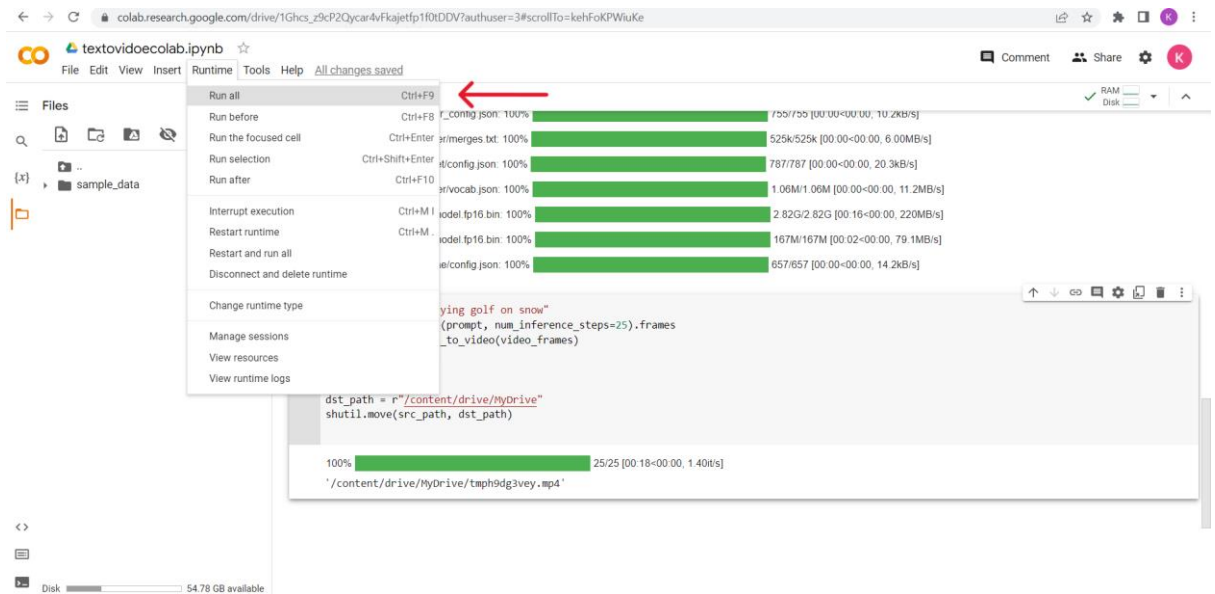 colab.research.google.com/drive/1Ghcs_z9cP2Qycar4vFkajetfp1f0tDDV?authuser=3#scrollTo=kehFoKPWiuKe
K
CO
textovidoecolab.ipynb
File Edit View Insert Runtime Tools Help All changes saved
Comment Share K
Files
RAM
Disk
Run all Ctrl+F9
Run before Ctrl+F8
Run the focused cell Ctrl+Enter
Run selection Ctrl+Shift+Enter
Run after Ctrl+F10
Interrupt execution Ctrl+M I
Restart runtime Ctrl+M .
Restart and run all
Disconnect and delete runtime
Change runtime type
Manage sessions
View resources
View runtime logs
..
{x}
sample_data
r_config.json: 100% 755/755 [00:00<00:00, 10.2kB/s]
er/merges.txt: 100% 525k/525k [00:00<00:00, 6.00MB/s]
et/config.json: 100% 787/787 [00:00<00:00, 20.3kB/s]
er/vocab.json: 100% 1.06M/1.06M [00:00<00:00, 11.2MB/s]
odel.fp16.bin: 100% 2.82G/2.82G [00:16<00:00, 220MB/s]
odel.fp16.bin: 100% 167M/167M [00:02<00:00, 79.1MB/s]
e/config.json: 100% 657/657 [00:00<00:00, 14.2kB/s]
ying golf on snow"
(prompt, num_inference_steps=25).frames
_to_video(video_frames)
dst_path = r"/content/drive/MyDrive"
shutil.move(src_path, dst_path)
100% 25/25 [00:18<00:00, 1.40it/s]
'/content/drive/MyDrive/tmph9dg3vey.mp4'
<>
Disk 54.78 GB available